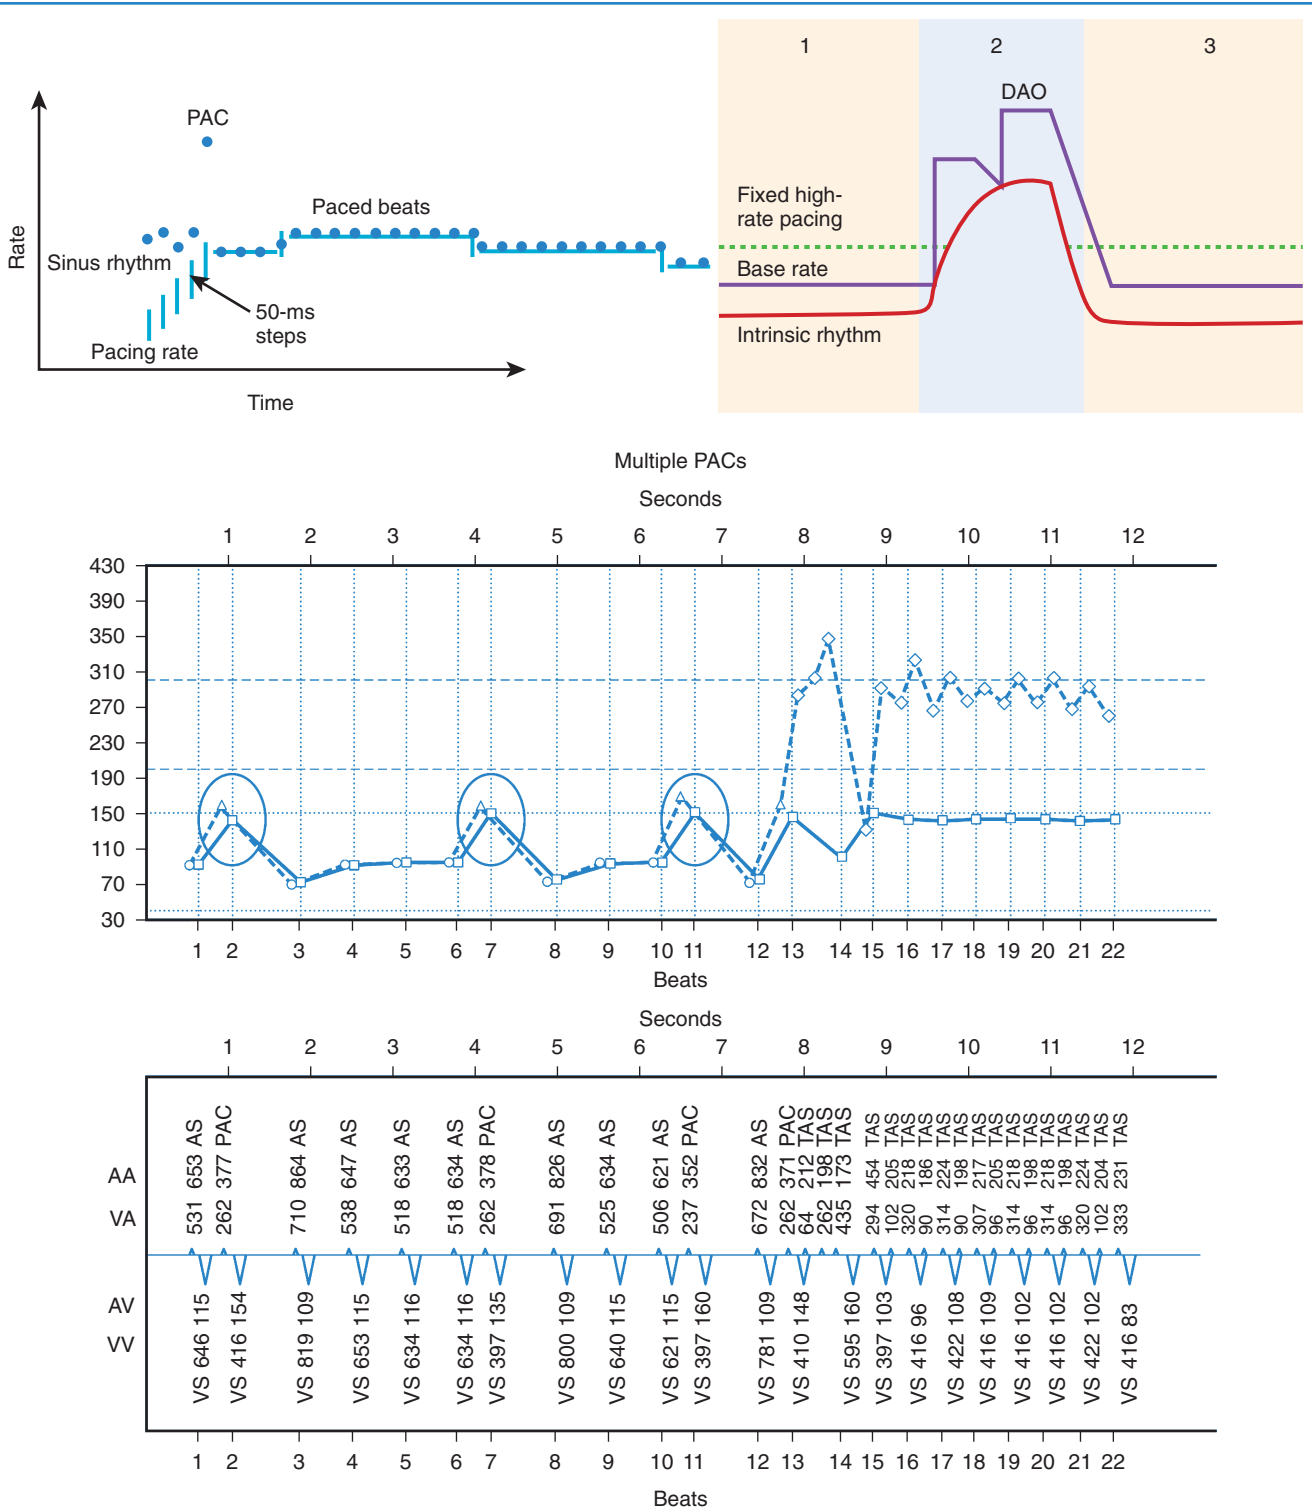 PAC
Rate
Paced beats
Sinus rhythm
50-ms
steps
Pacing rate
Time
1
2
3
DAO
Fixed high-
rate pacing
Base rate
Intrinsic rhythm
Multiple PACs
Seconds
1 2 3 4 5 6 7 8 9 10 11 12
430
390
350
310
270
230
190
150
110
70
30
1 2 3 4 5 6 7 8 9 10 11 12 13 14 15 16 17 18 19 20 21 22
Beats
Seconds
1 2 3 4 5 6 7 8 9 10 11 12
AA
VA
AV
VV
531 653 AS
262 377 PAC
710 864 AS
538 647 AS
518 633 AS
518 634 AS
262 378 PAC
691 826 AS
525 634 AS
506 621 AS
237 352 PAC
672 832 AS
262 371 PAC
64 212 TAS
262 198 TAS
435 173 TAS
294 454 TAS
102 205 TAS
320 218 TAS
90 186 TAS
314 224 TAS
90 198 TAS
307 217 TAS
96 205 TAS
314 218 TAS
96 198 TAS
314 218 TAS
96 198 TAS
320 224 TAS
102 204 TAS
333 231 TAS
VS 646 115
VS 416 154
VS 819 109
VS 653 115
VS 634 116
VS 634 116
VS 397 135
VS 800 109
VS 640 115
VS 621 115
VS 397 160
VS 781 109
VS 410 148
VS 595 160
VS 397 103
VS 416 96
VS 422 108
VS 416 109
VS 416 102
VS 416 102
VS 422 102
VS 416 83
1 2 3 4 5 6 7 8 9 10 11 12 13 14 15 16 17 18 19 20 21 22
Beats